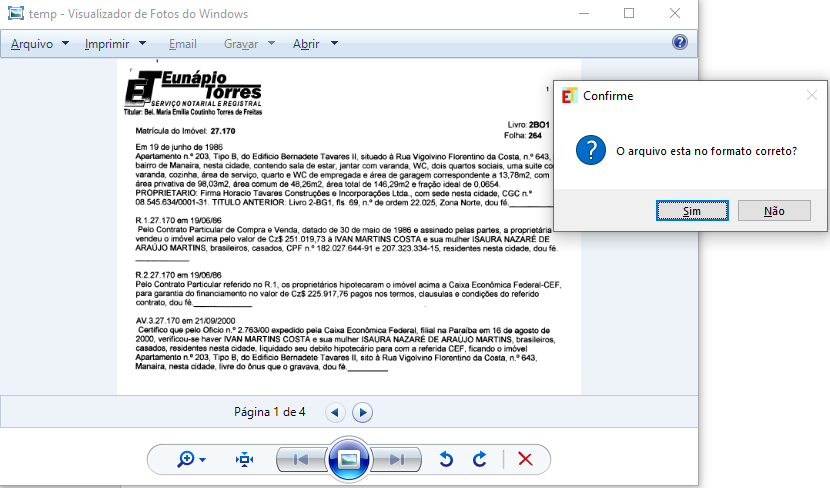 temp - Visualizador de Fotos do Windows
Arquivo Imprimir Email Gravar Abrir
ET Eunápio
Torres
SERVIÇO NOTARIAL E REGISTRAL
Titular: Bel. Maria Emília Coutinho Torres de Freitas
Livro: 2BO1
Matrícula do Imóvel: 27.170
Folha: 264
Em 19 de junho de 1986
Apartamento n.º 203, Tipo B, do Edifício Bernadete Tavares II, situado à Rua Vigolvino Florentino da Costa, n.º 643,
bairro de Manaira, nesta cidade, contendo sala de estar, jantar com varanda, WC, dois quartos sociais, uma suíte co
varanda, cozinha, área de serviço, quarto e WC de empregada e área de garagem correspondente a 13,78m2, com
área privativa de 98,03m2, área comum de 48,26m2, área total de 146,29m2 e fração ideal de 0,0654.
PROPRIETARIO: Firma Horacio Tavares Construções e Incorporações Ltda., com sede nesta cidade, CGC n.º
08.545.634/0001-31. TITULO ANTERIOR: Livro 2-BG1, fls. 69, n.º de ordem 22.025, Zona Norte, dou fé.
R.1.27.170 em 19/06/86
Pelo Contrato Particular de Compra e Venda, datado de 30 de maio de 1986 e assinado pelas partes, a proprietária
vendeu o imóvel acima pelo valor de Cz$ 251.019,73 à IVAN MARTINS COSTA e sua mulher ISAURA NAZARÉ DE
ARAÚJO MARTINS, brasileiros, casados, CPF n.º 182.027.644-91 e 207.323.334-15, residentes nesta cidade, dou fé.
R.2.27.170 em 19/06/86
Pelo Contrato Particular referido no R.1, os proprietários hipotecaram o imóvel acima a Caixa Econômica Federal-CEF,
para garantia do financiamento no valor de Cz$ 225.917,76 pagos nos termos, clausulas e condições do referido
contrato, dou fé.
AV.3.27.170 em 21/09/2000
Certifico que pelo Oficio n.º 2.763/00 expedido pela Caixa Econômica Federal, filial na Paraíba em 16 de agosto de
2000, verificou-se haver IVAN MARTINS COSTA e sua mulher ISAURA NAZARÉ DE ARAÚJO MARTINS, brasileiros,
casados, residentes nesta cidade, liquidado seu debito hipotecário para com a referida CEF, ficando o imóvel
Apartamento n.º 203, Tipo B, do Edifício Bernadete Tavares II, sito à Rua Vigolvino Florentino da Costa, n.º 643,
Manaira, nesta cidade, livre do ônus que o gravava, dou fé.
Página 1 de 4
ET Confirme
O arquivo esta no formato correto?
Sim Não